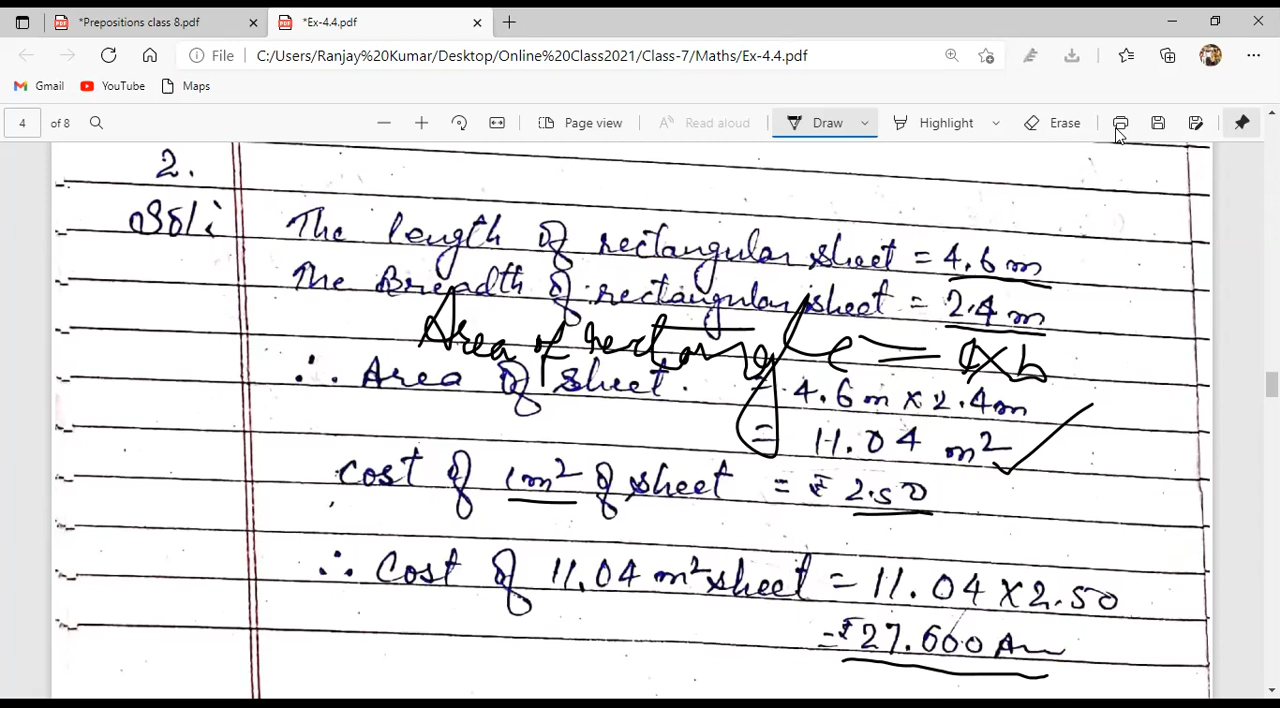 *Prepositions class 8.pdf
*Ex-4.4.pdf
File C:/Users/Ranjay%20Kumar/Desktop/Online%20Class2021/Class-7/Maths/Ex-4.4.pdf
Gmail YouTube Maps
4 of 8 Page view Read aloud Draw Highlight Erase
2.
Sol: The length of rectangular sheet = 4.6 m
The Breadth of rectangular sheet = 2.4 m
Area of rectangle = l×b
∴ Area of sheet. = 4.6 m × 2.4m
= 11.04 m²
Cost of 1m² of sheet = ₹ 2.50
∴ Cost of 11.04 m² sheet = 11.04 × 2.50
= ₹ 27.600 An